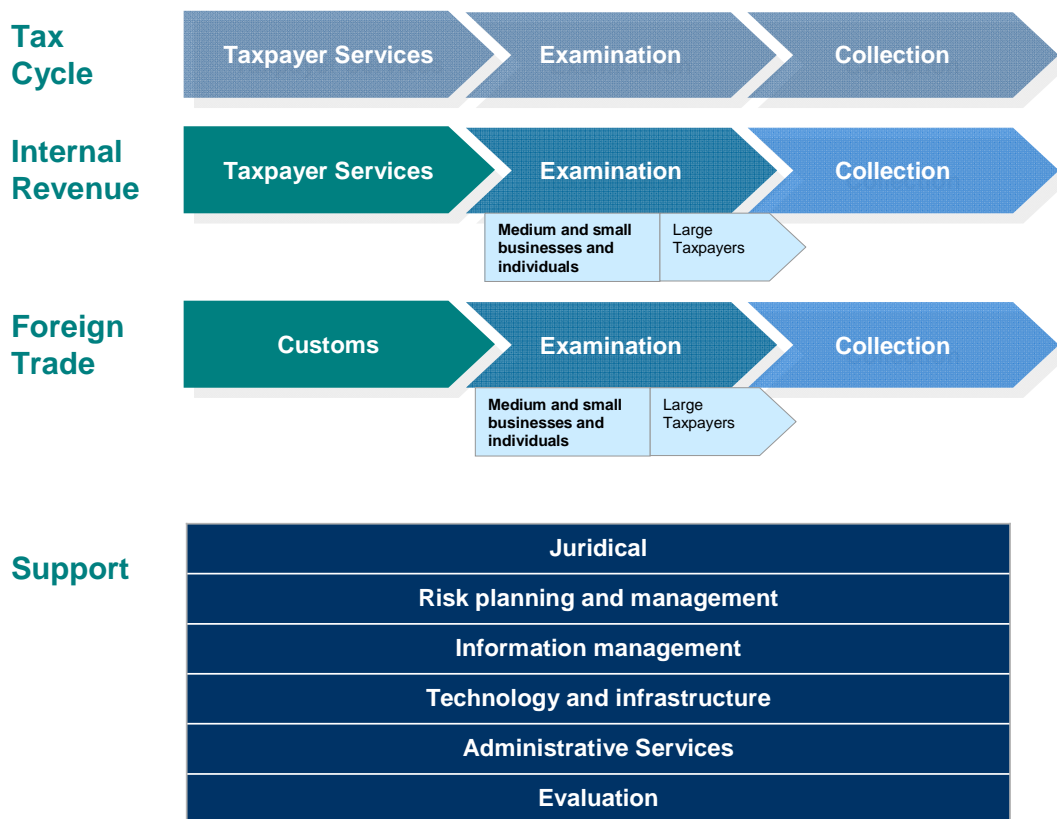 Tax
Cycle
Taxpayer Services
Examination
Collection
Internal
Revenue
Taxpayer Services
Examination
Collection
Medium and small
businesses and
individuals
Large
Taxpayers
Foreign
Trade
Customs
Examination
Collection
Medium and small
businesses and
individuals
Large
Taxpayers
Support
Juridical
Risk planning and management
Information management
Technology and infrastructure
Administrative Services
Evaluation